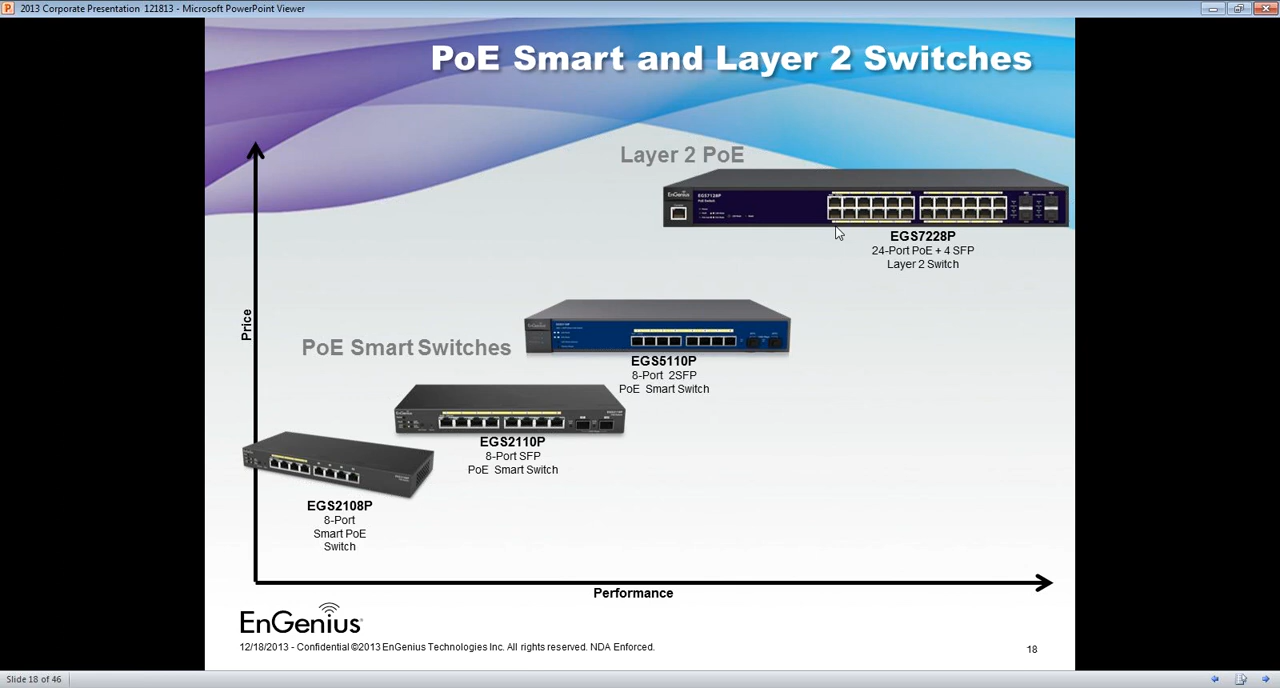 2013 Corporate Presentation 121813 - Microsoft PowerPoint Viewer
PoE Smart and Layer 2 Switches
Layer 2 PoE
EnGenius
EGS7228P
24-Port PoE + 4 SFP
Layer 2 Switch
Price
PoE Smart Switches
EGS5110P
8-Port 2SFP
PoE Smart Switch
EnGenius
EGS2110P
8-Port SFP
PoE Smart Switch
EGS2108P
8-Port
Smart PoE
Switch
Performance
EnGenius
12/18/2013 - Confidential ©2013 EnGenius Technologies Inc. All rights reserved. NDA Enforced.
18
Slide 18 of 46